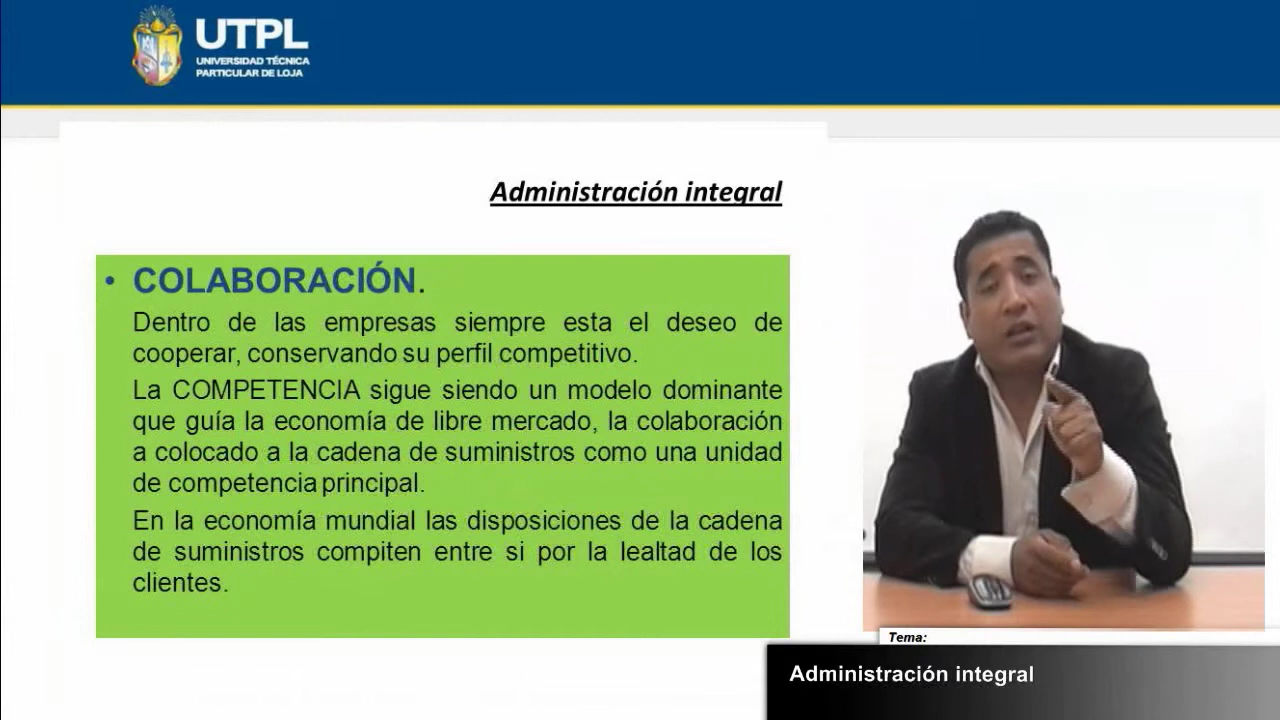 UTPL
UNIVERSIDAD TÉCNICA
PARTICULAR DE LOJA
Administración integral
• COLABORACIÓN.
Dentro de las empresas siempre esta el deseo de
cooperar, conservando su perfil competitivo.
La COMPETENCIA sigue siendo un modelo dominante
que guía la economía de libre mercado, la colaboración
a colocado a la cadena de suministros como una unidad
de competencia principal.
En la economía mundial las disposiciones de la cadena
de suministros compiten entre si por la lealtad de los
clientes.
Tema:
Administración integral